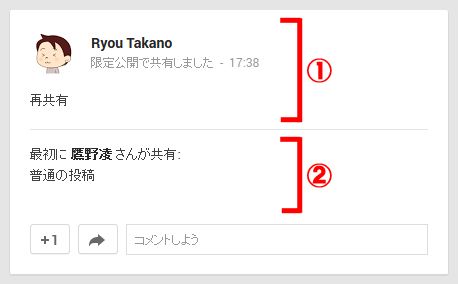 Ryou Takano
限定公開で共有しました - 17:38
①
再共有
最初に 鷹野凌 さんが共有:
普通の投稿
②
+1
コメントしよう